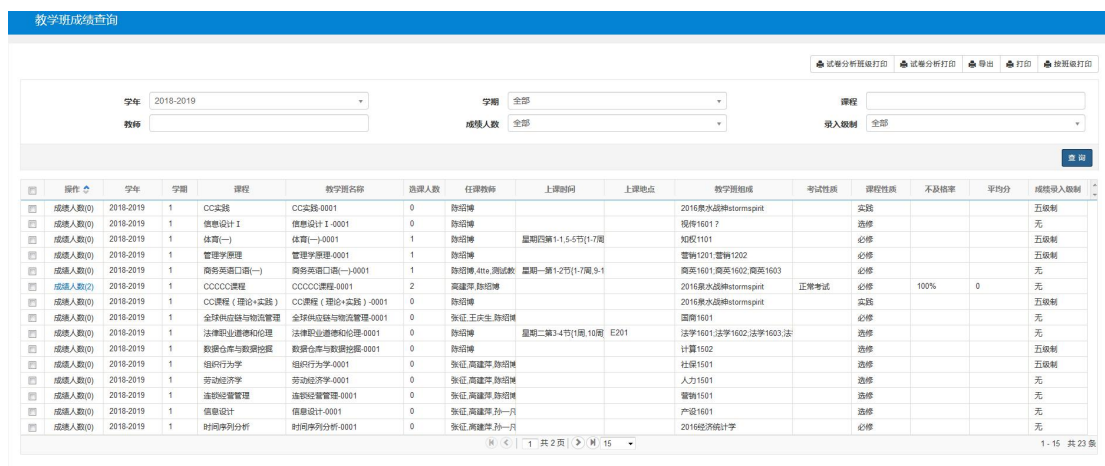 教学班成绩查询
试卷分析班级打印 试卷分析打印 导出 打印 按班级打印
学年 2018-2019 学期 全部 课程
教师 成绩人数 全部 录入级制 全部
查询
操作 学年 学期 课程 教学班名称 选课人数 任课教师 上课时间 上课地点 教学班组成 考试性质 课程性质 不及格率 平均分 成绩录入级制
成绩人数(0) 2018-2019 1 CC实践 CC实践-0001 0 陈绍博 2016泉水战神stormspirit 实践 五级制
成绩人数(0) 2018-2019 1 信息设计 I 信息设计 I -0001 0 陈绍博 视传1601 ? 选修 无
成绩人数(0) 2018-2019 1 体育(一) 体育(一)-0001 1 陈绍博 星期四第1-1,5-5节{1-7周 知权1101 必修 五级制
成绩人数(0) 2018-2019 1 管理学原理 管理学原理-0001 1 陈绍博 营销1201;营销1202 必修 五级制
成绩人数(0) 2018-2019 1 商务英语口语(一) 商务英语口语(一)-0001 1 陈绍博,4tte,测试教 星期一第1-2节{1-7周,9-1 商英1601;商英1602;商英1603 必修 无
成绩人数(2) 2018-2019 1 CCCCC课程 CCCCC课程-0001 2 高建萍,陈绍博 2016泉水战神stormspirit 正常考试 必修 100% 0 无
成绩人数(0) 2018-2019 1 CC课程（理论+实践） CC课程（理论+实践）-0001 0 陈绍博 2016泉水战神stormspirit 实践 五级制
成绩人数(0) 2018-2019 1 全球供应链与物流管理 全球供应链与物流管理-0001 0 张征,王庆生,陈绍博 国商1601 必修 无
成绩人数(0) 2018-2019 1 法律职业道德和伦理 法律职业道德和伦理-0001 0 陈绍博 星期二第3-4节{1周,10周 E201 法学1601;法学1602;法学1603;法 选修 无
成绩人数(0) 2018-2019 1 数据仓库与数据挖掘 数据仓库与数据挖掘-0001 0 陈绍博 计算1502 必修 五级制
成绩人数(0) 2018-2019 1 组织行为学 组织行为学-0001 0 张征,高建萍,陈绍博 社保1501 选修 五级制
成绩人数(0) 2018-2019 1 劳动经济学 劳动经济学-0001 0 张征,高建萍,陈绍博 人力1501 选修 无
成绩人数(0) 2018-2019 1 连锁经营管理 连锁经营管理-0001 0 张征,高建萍,陈绍博 营销1501 选修 无
成绩人数(0) 2018-2019 1 信息设计 信息设计-0001 0 张征,高建萍,孙一凡 产设1601 选修 无
成绩人数(0) 2018-2019 1 时间序列分析 时间序列分析-0001 0 张征,高建萍,孙一凡 2016经济统计学 必修 无
1 共 2 页 15 1 - 15 共 23 条